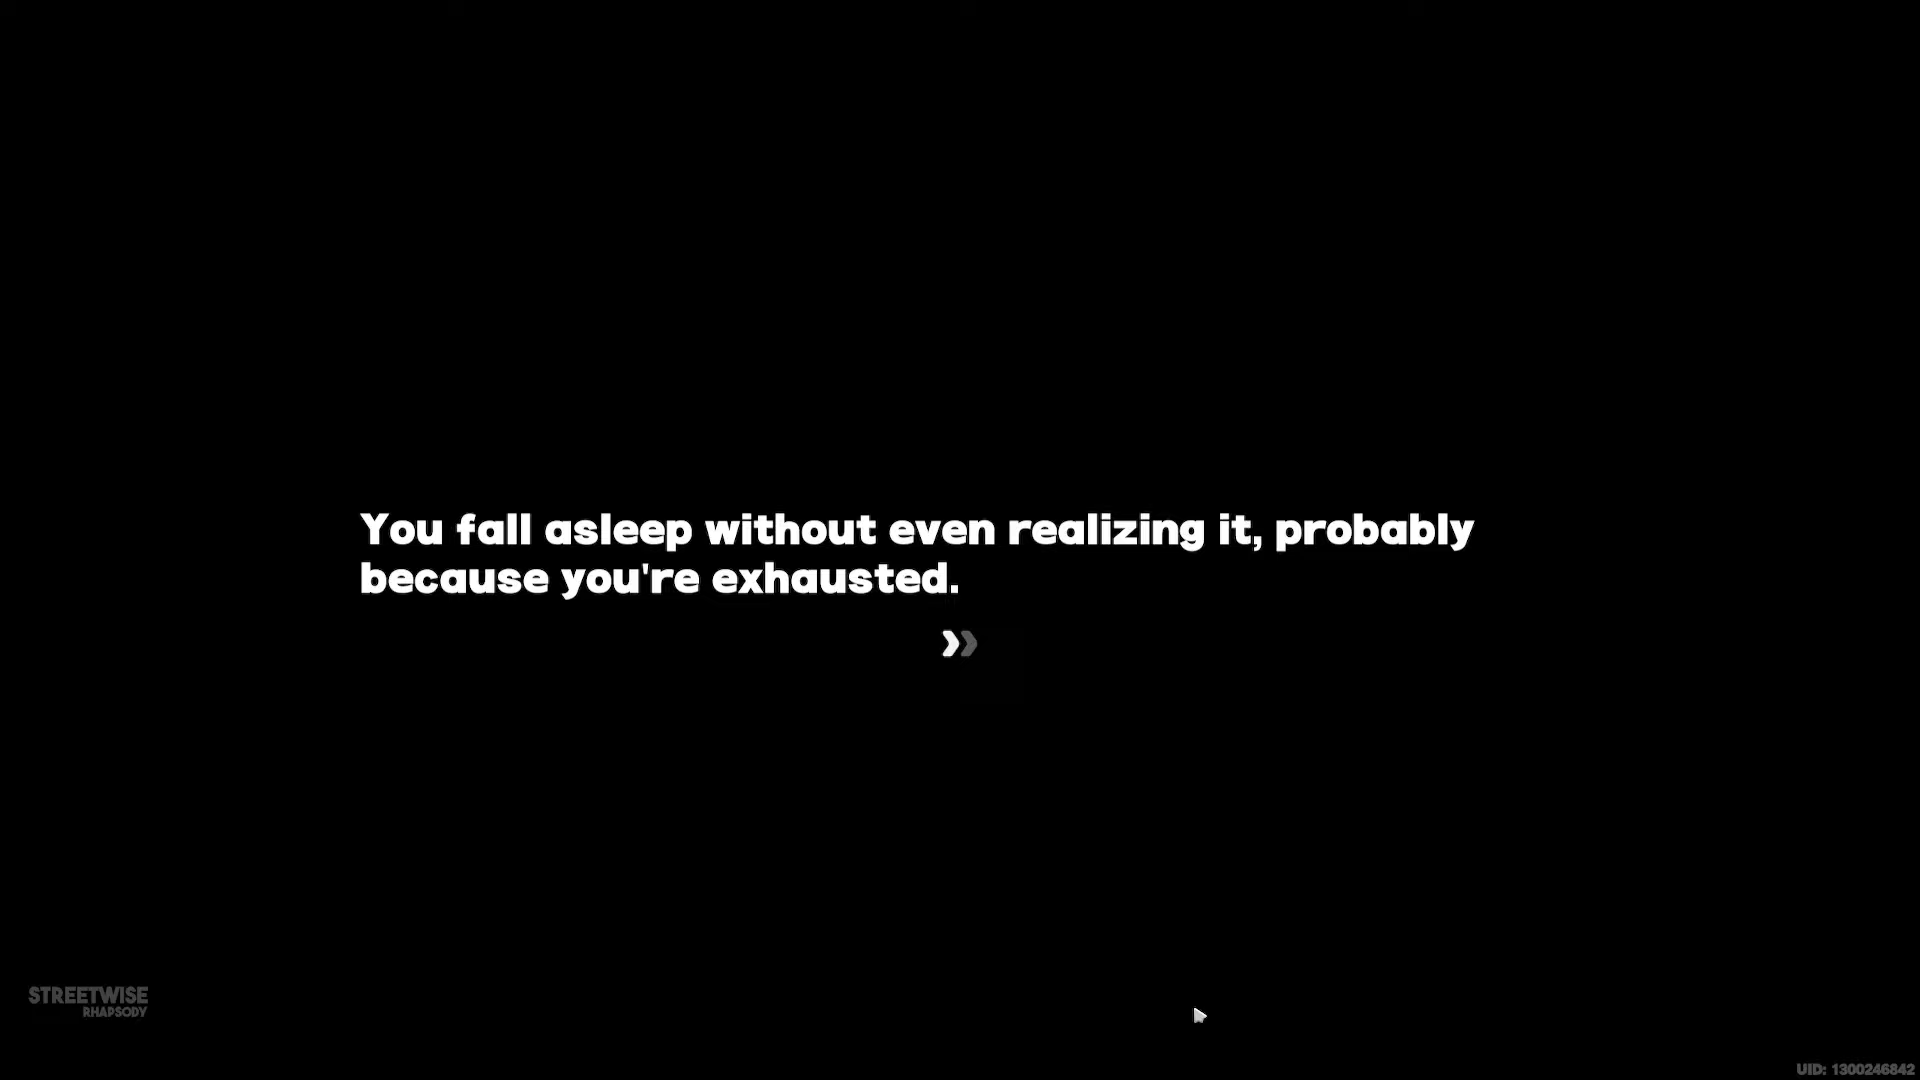 You fall asleep without even realizing it, probably
because you're exhausted.
STREETWISE
RHAPSODY
UID: 1300246842